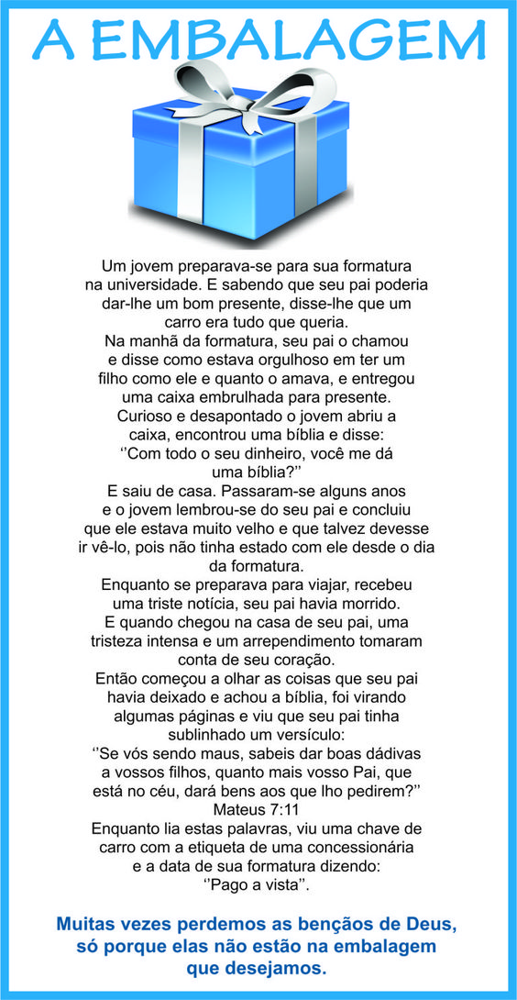 A EMBALAGEM
Um jovem preparava-se para sua formatura
na universidade. E sabendo que seu pai poderia
dar-lhe um bom presente, disse-lhe que um
carro era tudo que queria.
Na manhã da formatura, seu pai o chamou
e disse como estava orgulhoso em ter um
filho como ele e quanto o amava, e entregou
uma caixa embrulhada para presente.
Curioso e desapontado o jovem abriu a
caixa, encontrou uma bíblia e disse:
‘’Com todo o seu dinheiro, você me dá
uma bíblia?’’
E saiu de casa. Passaram-se alguns anos
e o jovem lembrou-se do seu pai e concluiu
que ele estava muito velho e que talvez devesse
ir vê-lo, pois não tinha estado com ele desde o dia
da formatura.
Enquanto se preparava para viajar, recebeu
uma triste notícia, seu pai havia morrido.
E quando chegou na casa de seu pai, uma
tristeza intensa e um arrependimento tomaram
conta de seu coração.
Então começou a olhar as coisas que seu pai
havia deixado e achou a bíblia, foi virando
algumas páginas e viu que seu pai tinha
sublinhado um versículo:
‘’Se vós sendo maus, sabeis dar boas dádivas
a vossos filhos, quanto mais vosso Pai, que
está no céu, dará bens aos que lho pedirem?’’
Mateus 7:11
Enquanto lia estas palavras, viu uma chave de
carro com a etiqueta de uma concessionária
e a data de sua formatura dizendo:
‘’Pago a vista’’.
Muitas vezes perdemos as bençãos de Deus,
só porque elas não estão na embalagem
que desejamos.